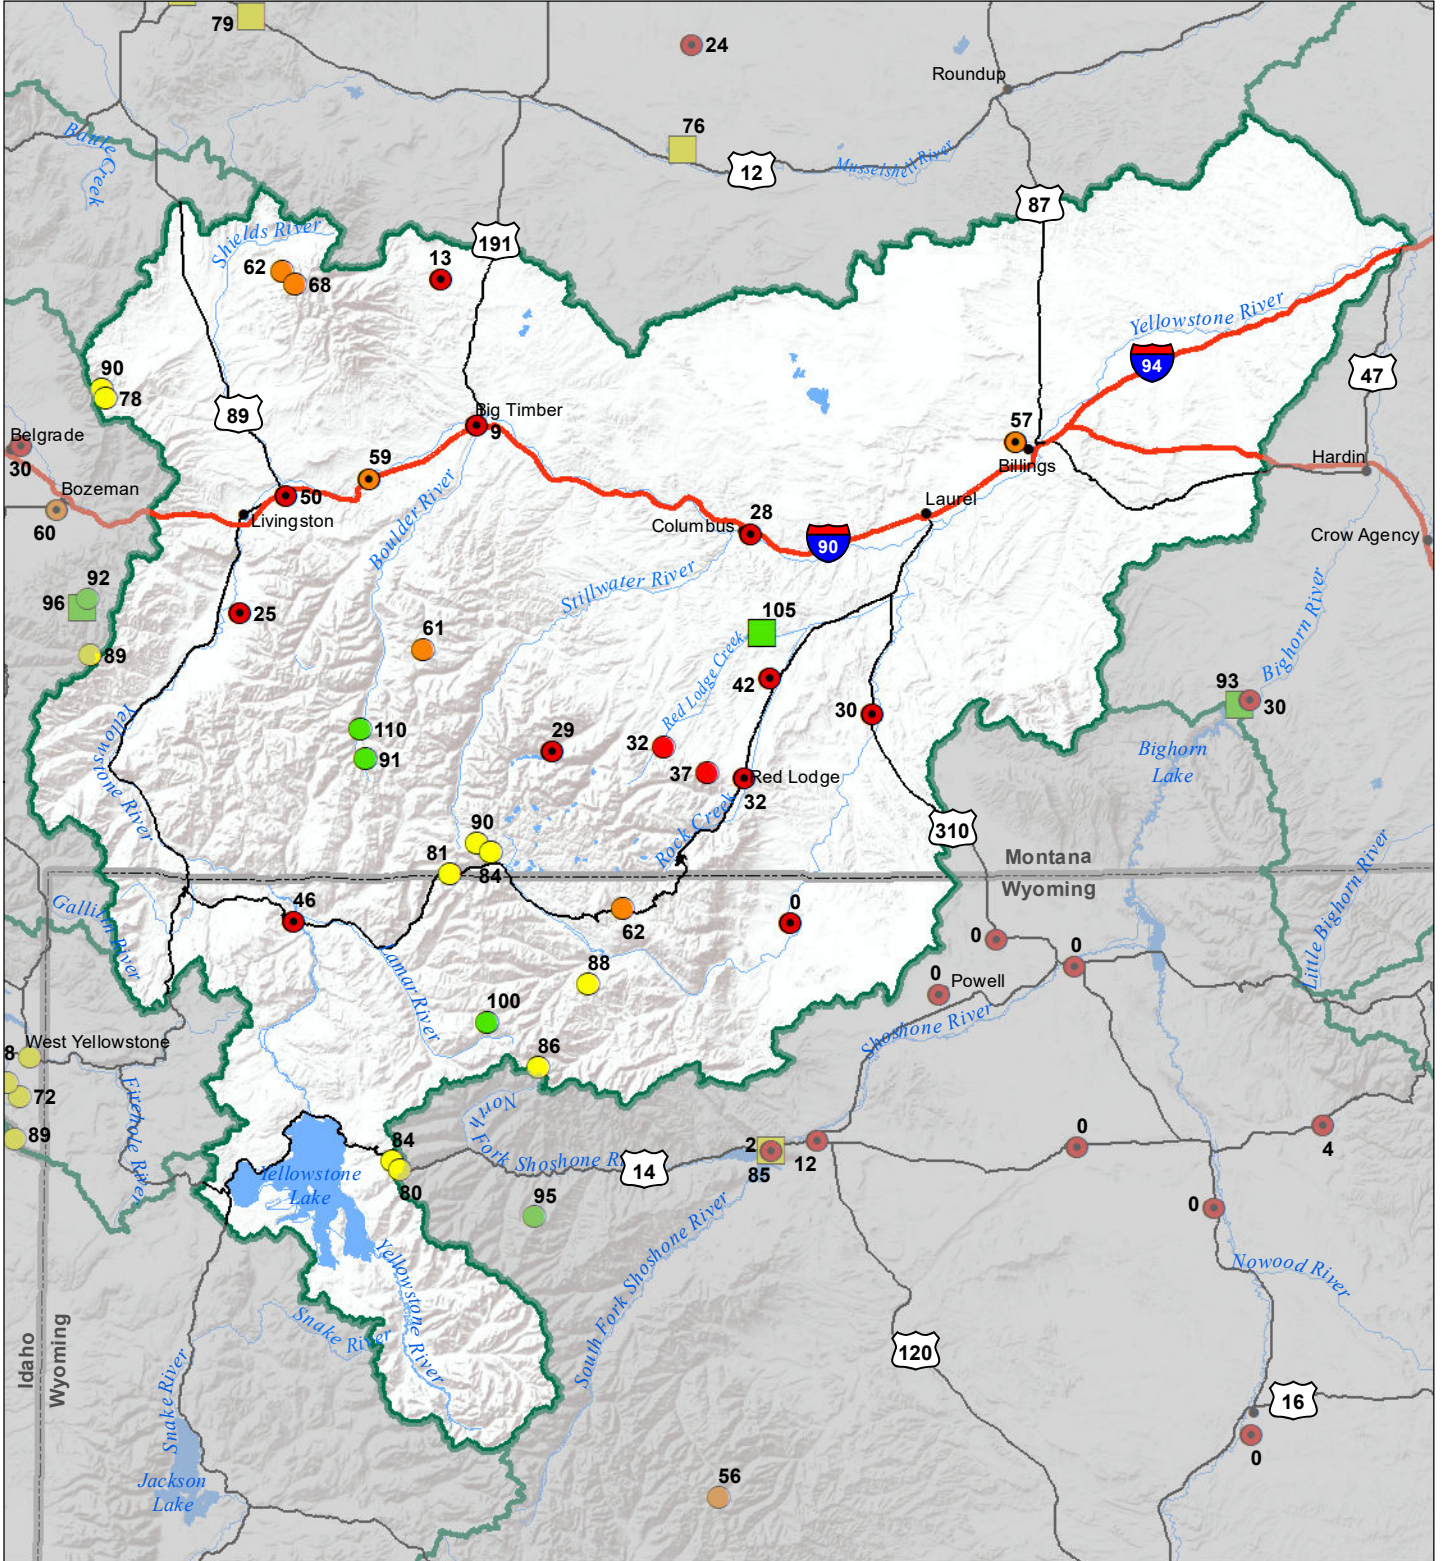 79
24
Roundup
76
12
Musselshell River
Battle Creek
87
191
Shields River
13
62
68
Yellowstone River
94
47
90
78
89
Big Timber
9
57
Billings
Hardin
Belgrade
30
59
50
Bozeman
60
Livingston
Boulder River
Laurel
28
Columbus
90
Crow Agency
Stillwater River
92
96
25
105
61
89
Red Lodge Creek
42
Bighorn River
93
30
30
Yellowstone River
110
91
29
32
37
Red Lodge
32
Bighorn
Lake
90
81
84
Rock Creek
310
Montana
Wyoming
Little Bighorn River
Gallatin River
46
62
0
0
0
0
Powell
88
Lamar River
100
Shoshone River
86
8
West Yellowstone
72
89
Firehole River
North Fork Shoshone R
84
80
Yellowstone
Lake
14
2
85
12
0
4
95
0
South Fork Shoshone River
Yellowstone River
Nowood River
Snake River
Idaho
Wyoming
120
16
Snake River
0
Jackson
Lake
56